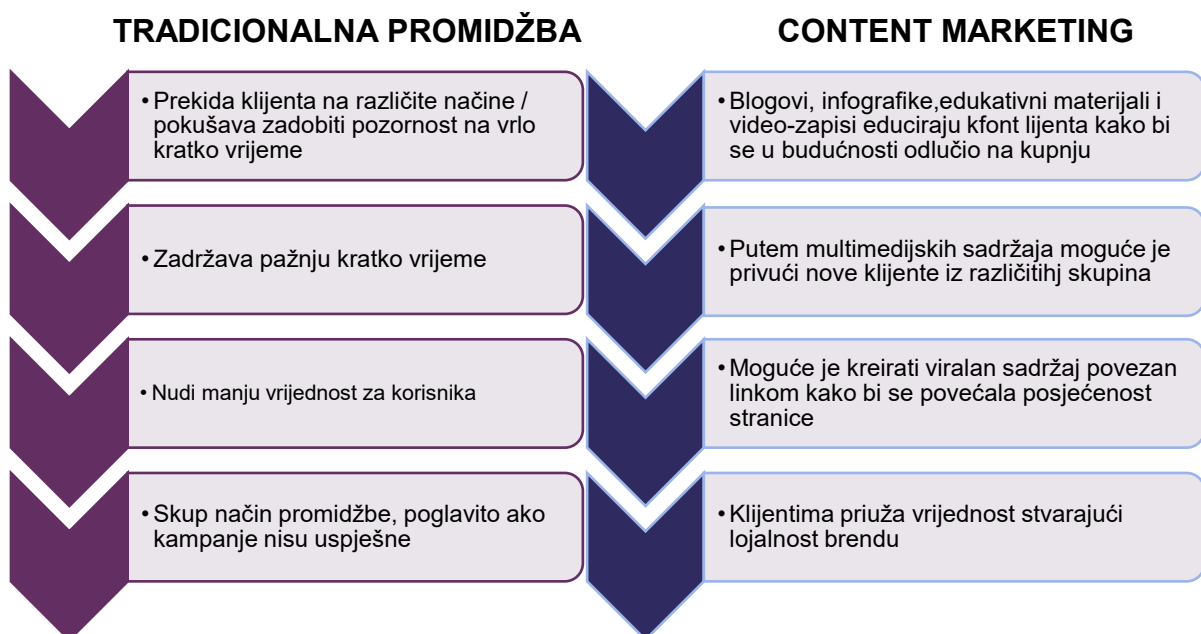 TRADICIONALNA PROMIDŽBA
• Prekida klijenta na različite načine /
pokušava zadobiti pozornost na vrlo
kratko vrijeme
• Zadržava pažnju kratko vrijeme
• Nudi manju vrijednost za korisnika
• Skup način promidžbe, poglavito ako
kampanje nisu uspješne
CONTENT MARKETING
• Blogovi, infografike,edukativni materijali i
video-zapisi educiraju kfont lijenta kako bi
se u budućnosti odlučio na kupnju
• Putem multimedijskih sadržaja moguće je
privući nove klijente iz različitihj skupina
• Moguće je kreirati viralan sadržaj povezan
linkom kako bi se povećala posjećenost
stranice
• Klijentima priuža vrijednost stvarajući
lojalnost brendu